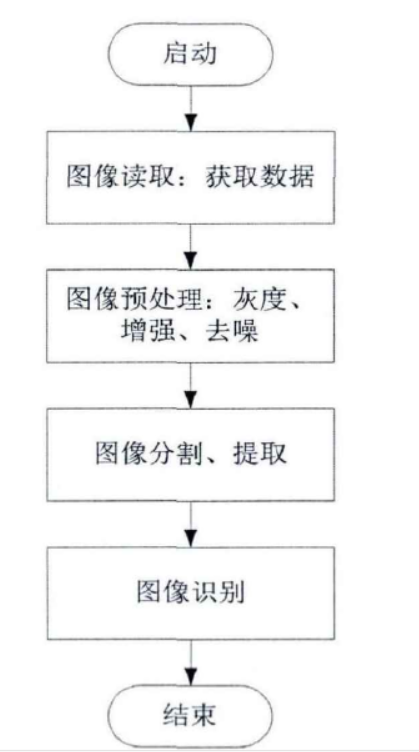 启动
图像读取：获取数据
图像预处理：灰度、
增强、去噪
图像分割、提取
图像识别
结束